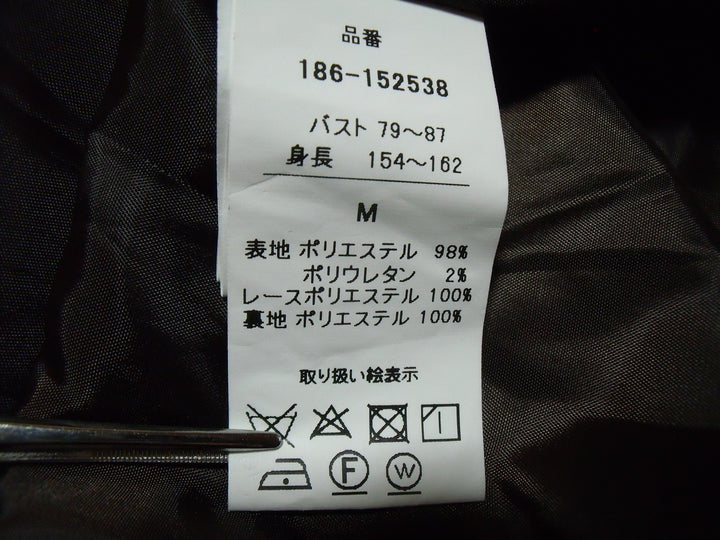 品番
186-152538
バスト 79～87
身長 154～162
M
表地 ポリエステル 98%
ポリウレタン 2%
レースポリエステル 100%
裏地 ポリエステル 100%
取り扱い絵表示
F W